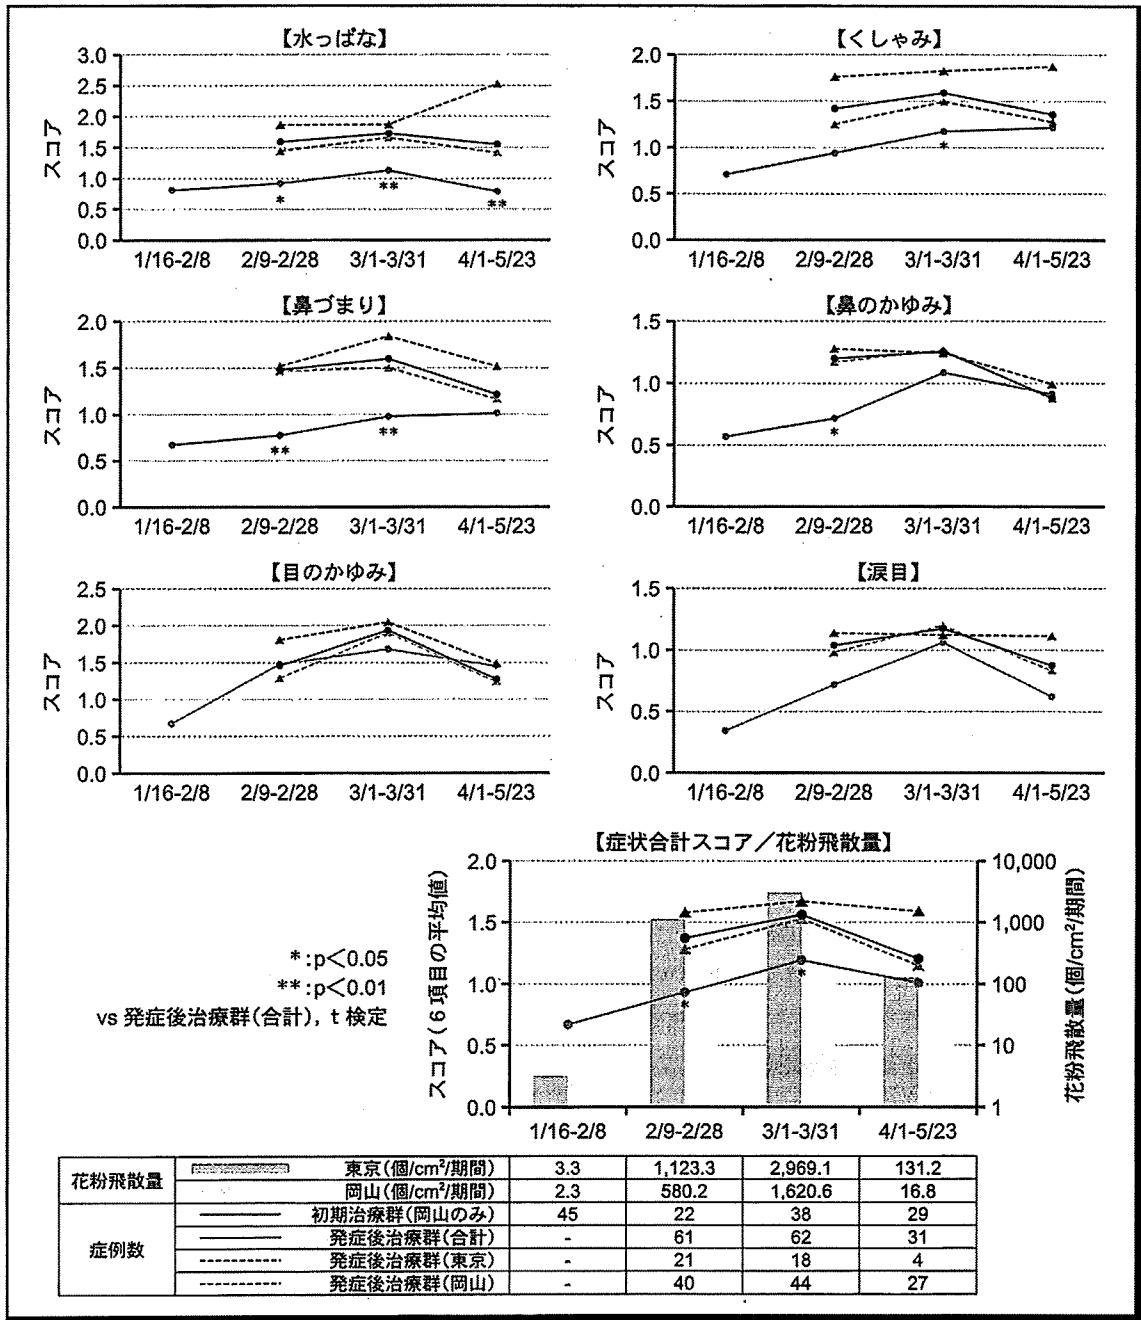 【水っぱな】
3.0
2.5
2.0
1.5
1.0
0.5
0.0
スコア
*
**
**
1/16-2/8 2/9-2/28 3/1-3/31 4/1-5/23
【くしゃみ】
2.0
1.5
1.0
0.5
0.0
スコア
*
1/16-2/8 2/9-2/28 3/1-3/31 4/1-5/23
【鼻づまり】
2.0
1.5
1.0
0.5
0.0
スコア
**
**
1/16-2/8 2/9-2/28 3/1-3/31 4/1-5/23
【鼻のかゆみ】
1.5
1.0
0.5
0.0
スコア
*
1/16-2/8 2/9-2/28 3/1-3/31 4/1-5/23
【目のかゆみ】
2.5
2.0
1.5
1.0
0.5
0.0
スコア
1/16-2/8 2/9-2/28 3/1-3/31 4/1-5/23
【涙目】
1.5
1.0
0.5
0.0
スコア
1/16-2/8 2/9-2/28 3/1-3/31 4/1-5/23
*:p<0.05
**:p<0.01
vs 発症後治療群(合計), t 検定
【症状合計スコア/花粉飛散量】
スコア(6項目の平均値)
2.0
1.5
1.0
0.5
0.0
*
*
10,000
1,000
100
10
1
花粉飛散量(個/cm²/期間)
1/16-2/8 2/9-2/28 3/1-3/31 4/1-5/23
花粉飛散量 東京(個/cm²/期間) 3.3 1,123.3 2,969.1 131.2
岡山(個/cm²/期間) 2.3 580.2 1,620.6 16.8
症例数 初期治療群(岡山のみ) 45 22 38 29
発症後治療群(合計) - 61 62 31
発症後治療群(東京) - 21 18 4
発症後治療群(岡山) - 40 44 27